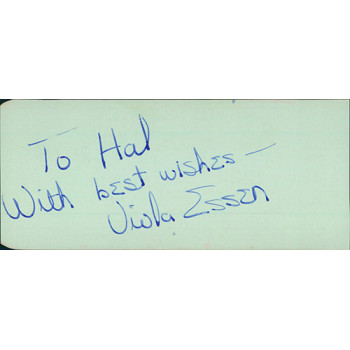 To Hal
With best wishes —
Viola Essen